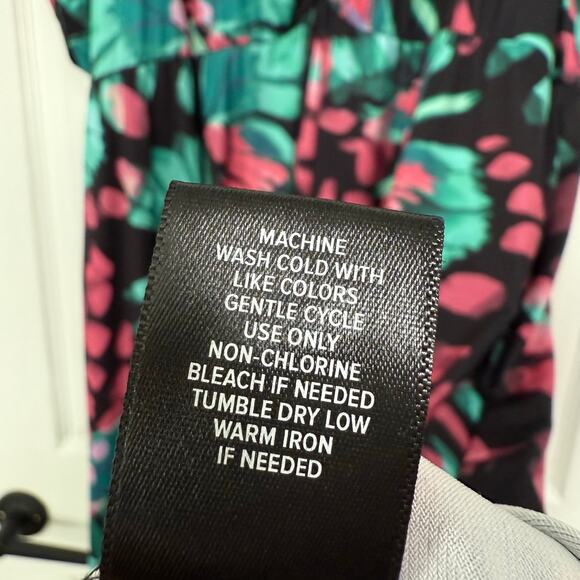 MACHINE
WASH COLD WITH
LIKE COLORS
GENTLE CYCLE
USE ONLY
NON-CHLORINE
BLEACH IF NEEDED
TUMBLE DRY LOW
WARM IRON
IF NEEDED